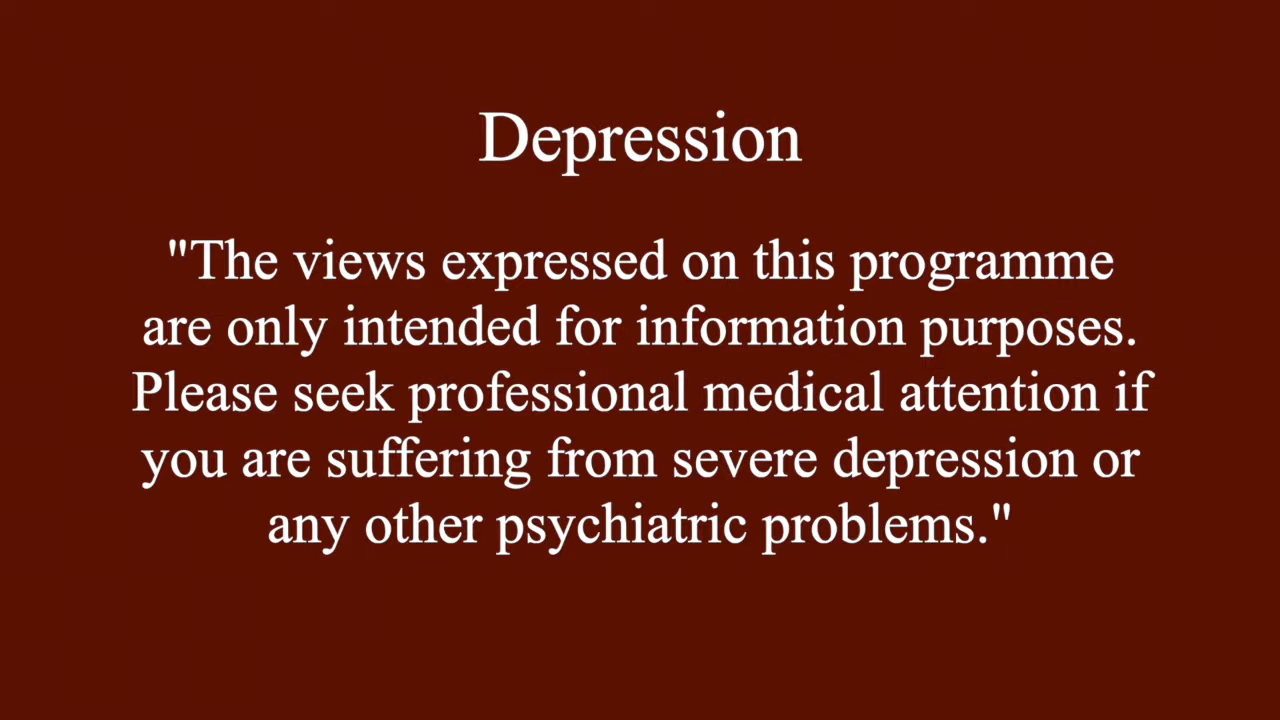 Depression
"The views expressed on this programme
are only intended for information purposes.
Please seek professional medical attention if
you are suffering from severe depression or
any other psychiatric problems."